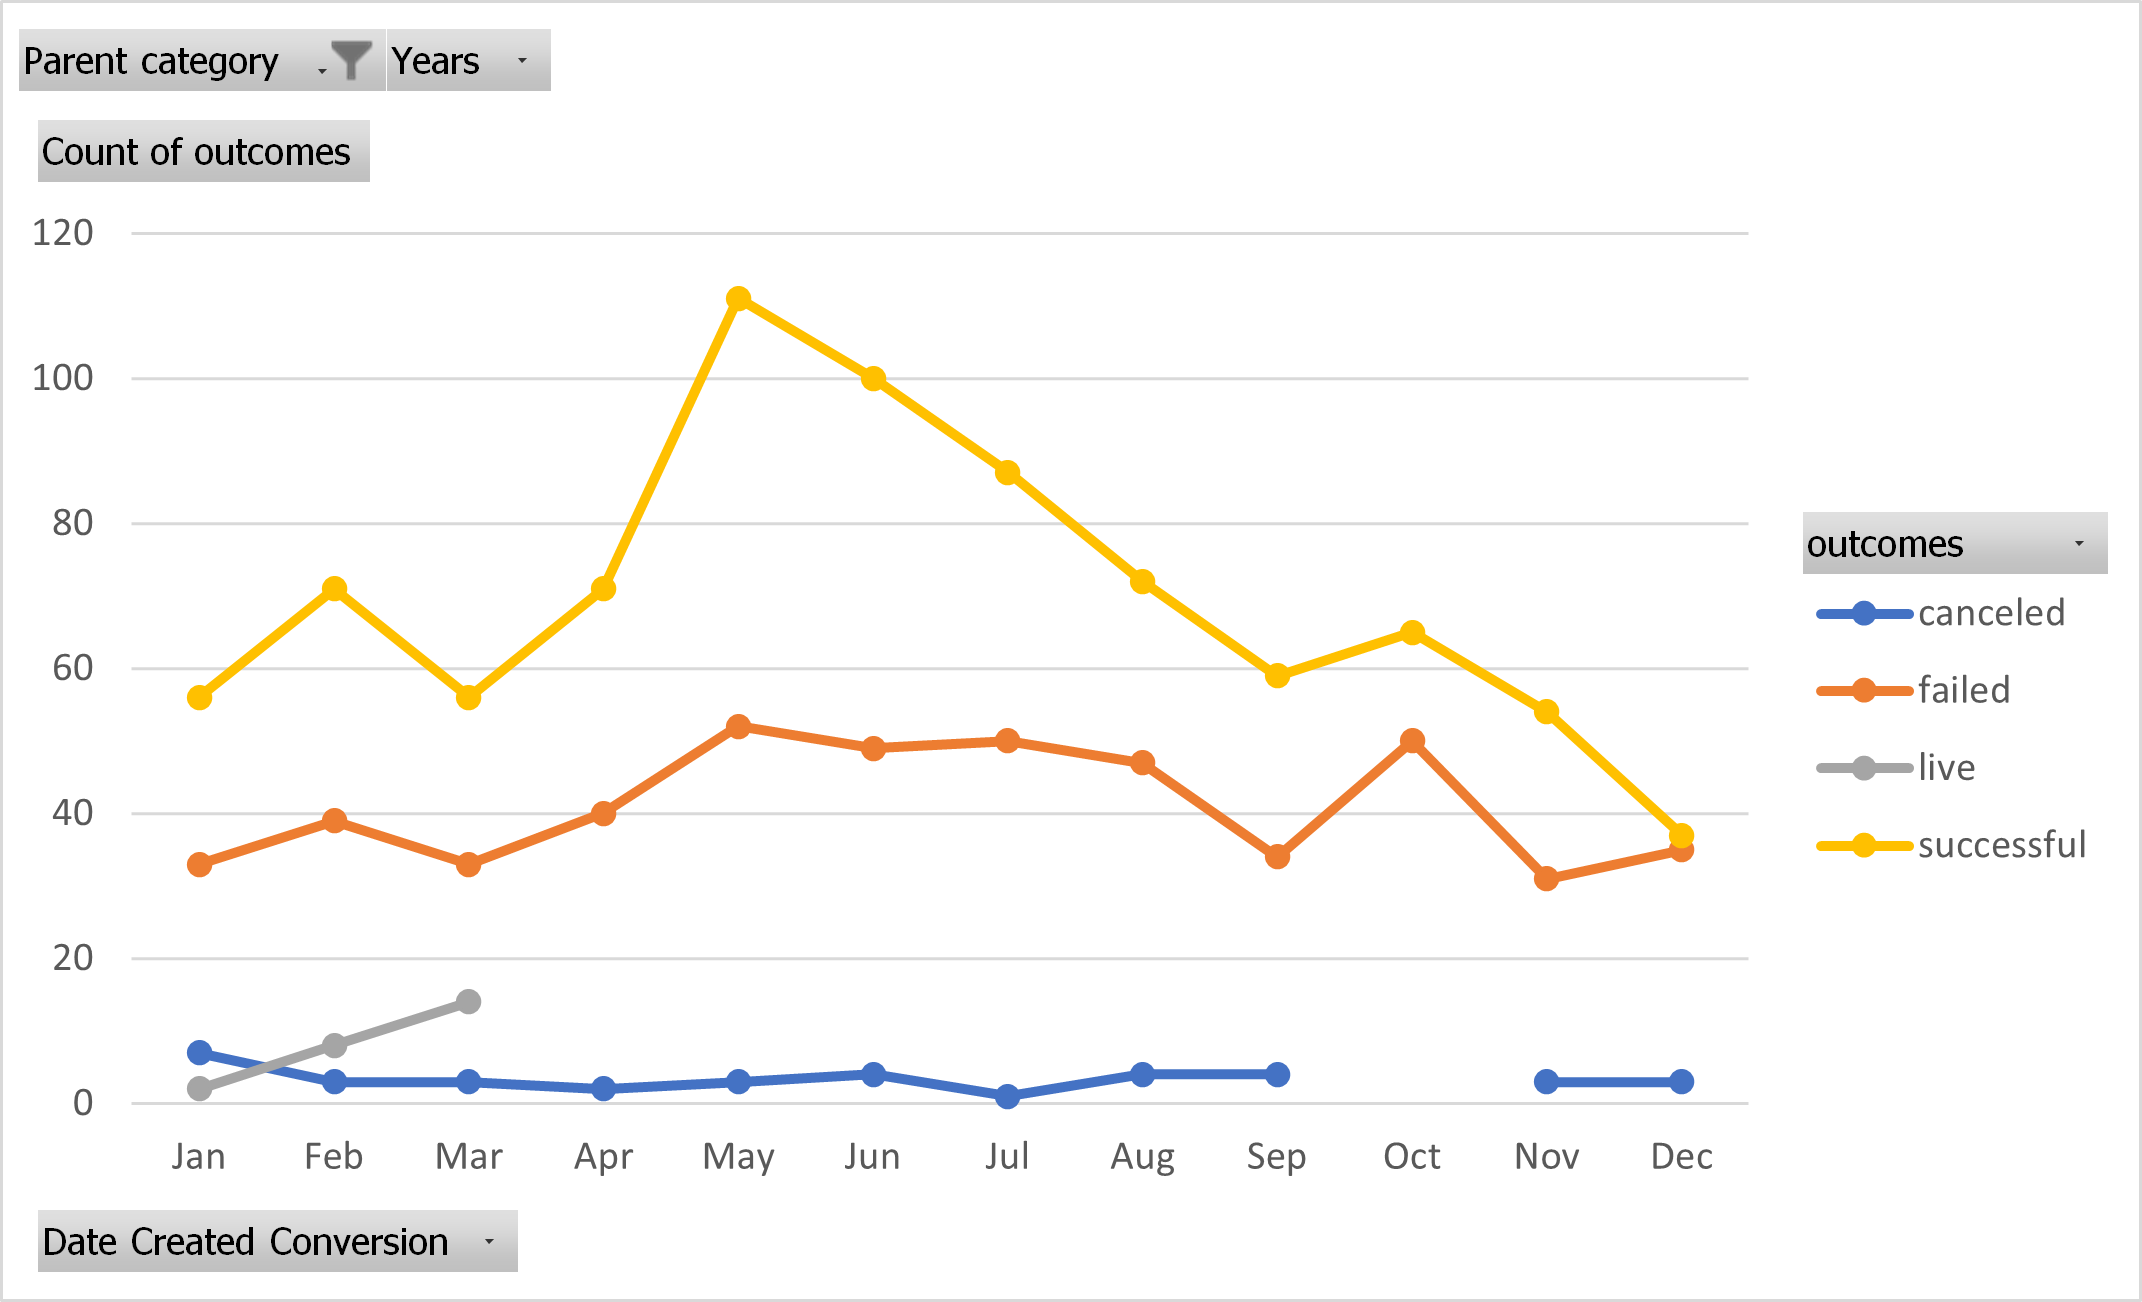 Parent category Years
Count of outcomes
120
100
80
60
40
20
0
Jan Feb Mar Apr May Jun Jul Aug Sep Oct Nov Dec
outcomes
canceled
failed
live
successful
Date Created Conversion